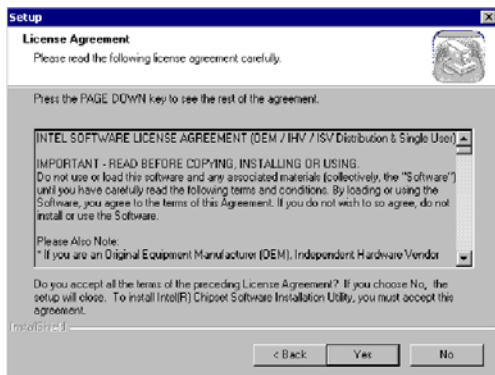 Setup
License Agreement
Please read the following license agreement carefully.
Press the PAGE DOWN key to see the rest of the agreement.
INTEL SOFTWARE LICENSE AGREEMENT (OEM / IHV / ISV Distribution & Single User)
IMPORTANT - READ BEFORE COPYING, INSTALLING OR USING.
Do not use or load this software and any associated materials (collectively, the "Software")
until you have carefully read the following terms and conditions. By loading or using the
Software, you agree to the terms of this Agreement. If you do not wish to so agree, do not
install or use the Software.
Please Also Note:
* If you are an Original Equipment Manufacturer (OEM), Independent Hardware Vendor
Do you accept all the terms of the preceding License Agreement? If you choose No, the
setup will close. To install Intel(R) Chipset Software Installation Utility, you must accept this
agreement.
InstallShield
< Back
Yes
No